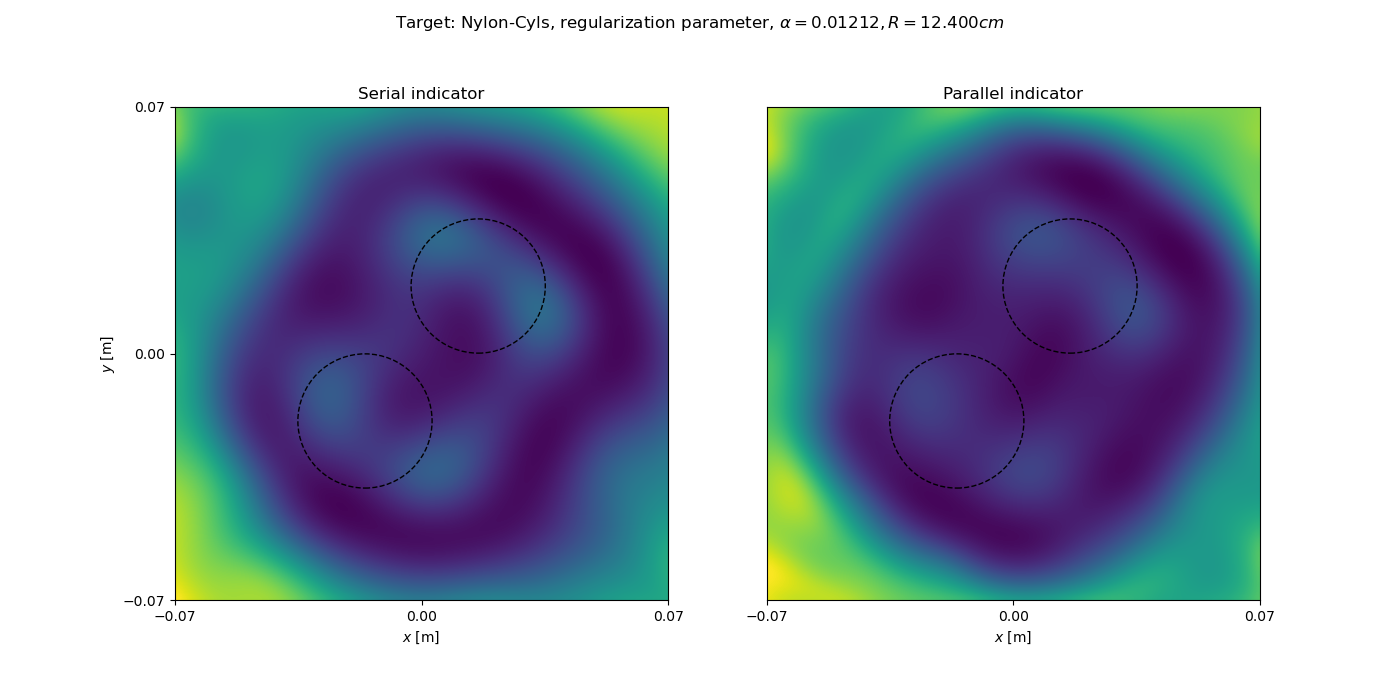 Target: Nylon-Cyls, regularization parameter, α = 0.01212, R = 12.400cm
Serial indicator
Parallel indicator
0.07
0.00
−0.07
y [m]
−0.07 0.00 0.07
x [m]
−0.07 0.00 0.07
x [m]